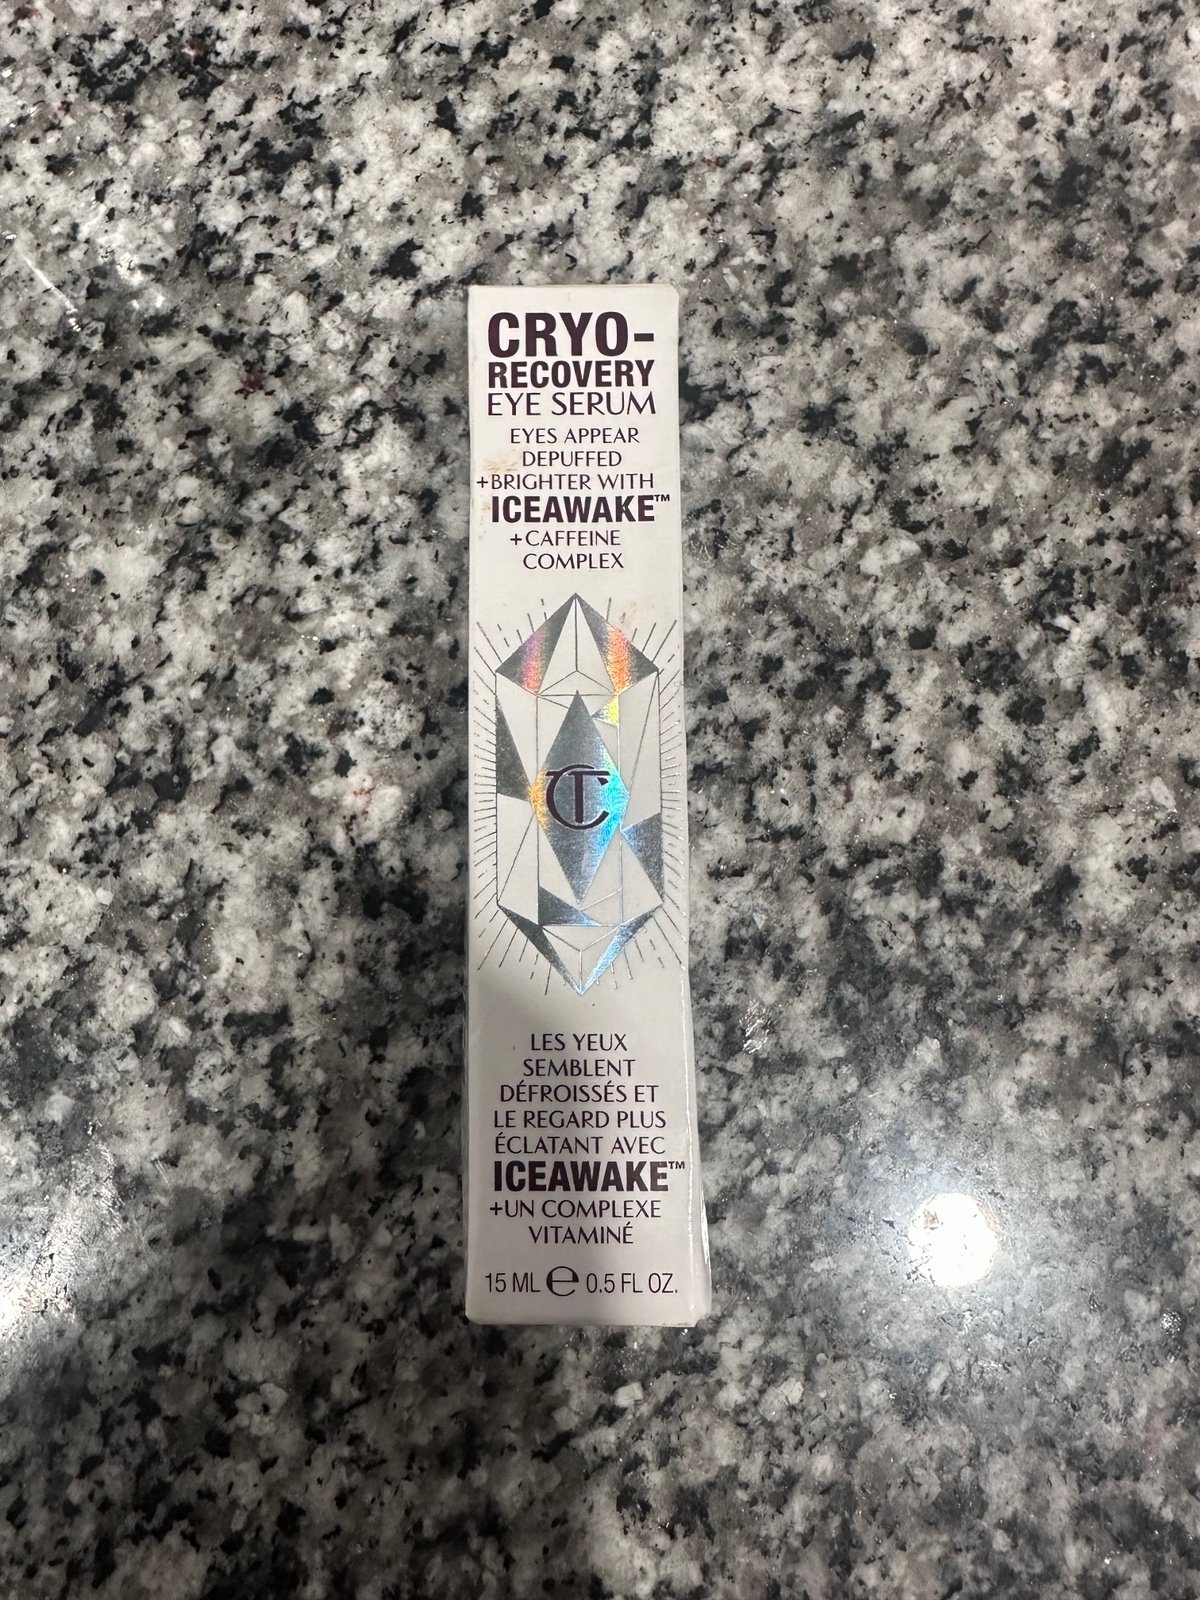 CRYO-
RECOVERY
EYE SERUM
EYES APPEAR
DEPUFFED
+BRIGHTER WITH
ICEAWAKE™
+CAFFEINE
COMPLEX
CT
LES YEUX
SEMBLENT
DÉFROISSÉS ET
LE REGARD PLUS
ÉCLATANT AVEC
ICEAWAKE™
+UN COMPLEXE
VITAMINÉ
15 ML ℮ 0.5 FL OZ.